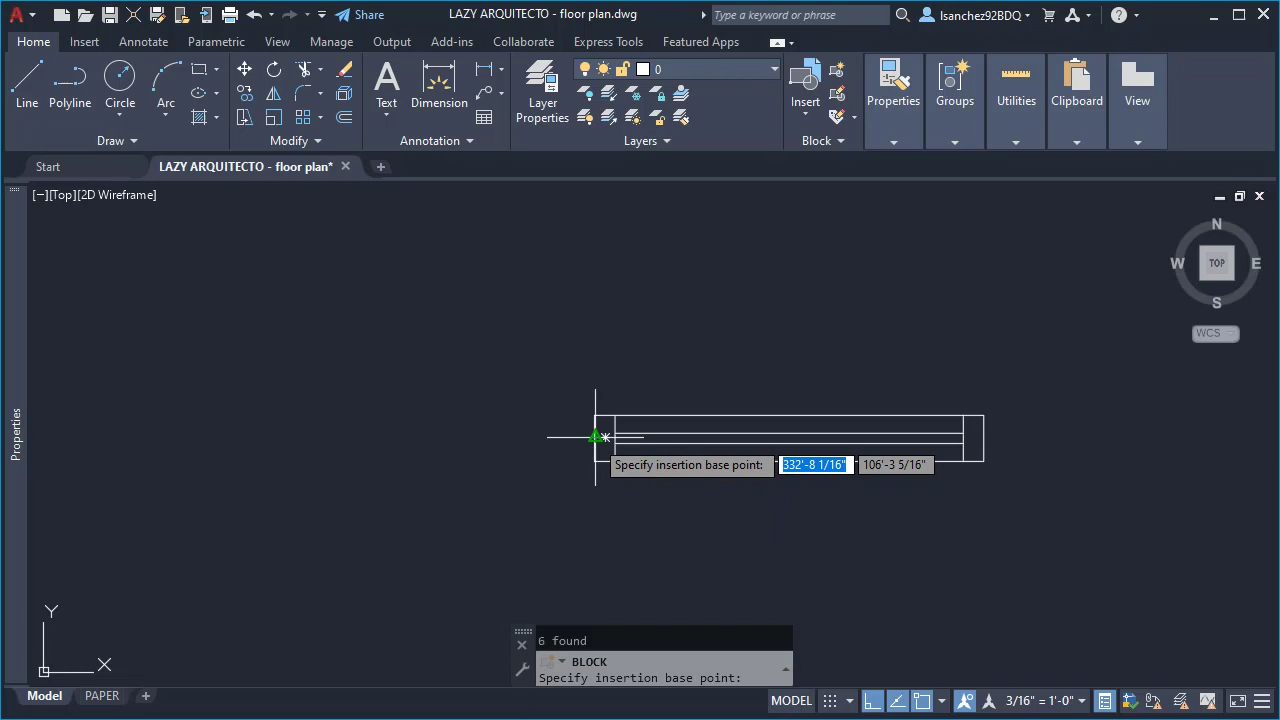 Share
LAZY ARQUITECTO - floor plan.dwg
Type a keyword or phrase
lsanchez92BDQ
Home Insert Annotate Parametric View Manage Output Add-ins Collaborate Express Tools Featured Apps
0
Line Polyline Circle Arc Text Dimension Layer Properties Insert Properties Groups Utilities Clipboard View
Draw Modify Annotation Layers Block
Start LAZY ARQUITECTO - floor plan*
[−][Top][2D Wireframe]
N
W TOP E
S
WCS
Properties
Specify insertion base point: 332'-8 1/16" 106'-3 5/16"
Y
X
6 found
BLOCK
Specify insertion base point:
Model PAPER
MODEL 3/16" = 1'-0"